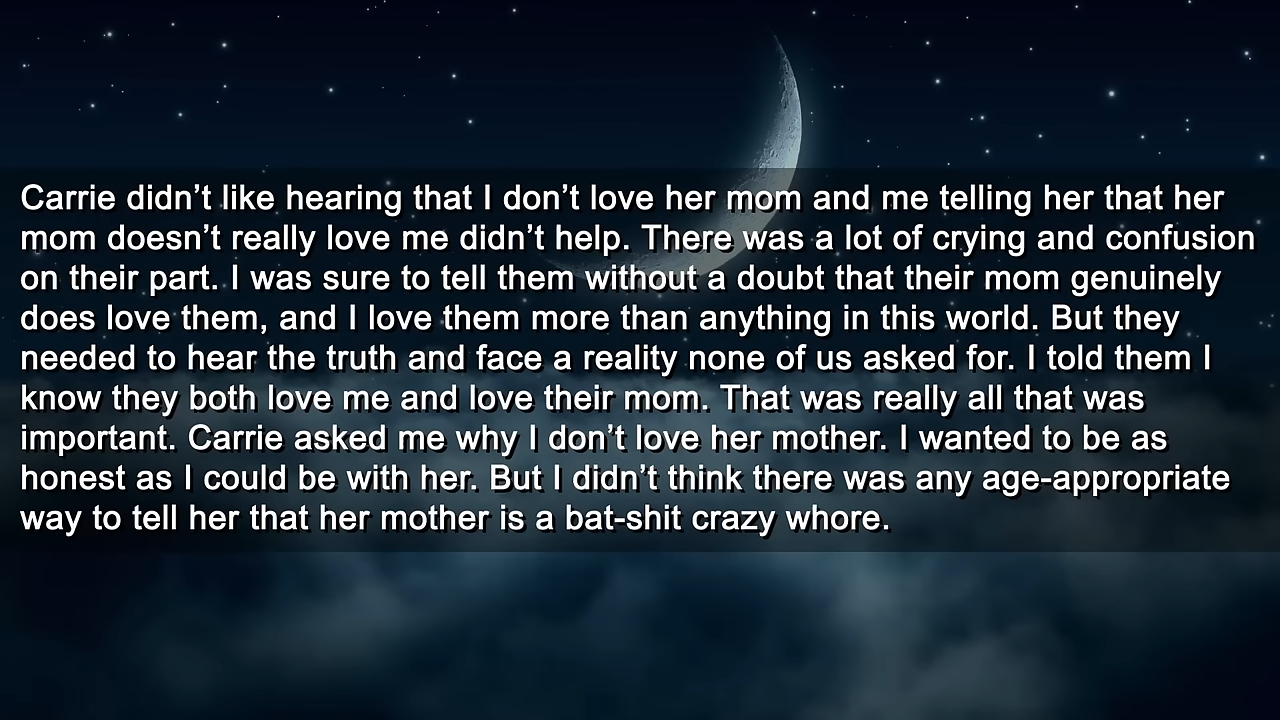 Carrie didn’t like hearing that I don’t love her mom and me telling her that her
mom doesn’t really love me didn’t help. There was a lot of crying and confusion
on their part. I was sure to tell them without a doubt that their mom genuinely
does love them, and I love them more than anything in this world. But they
needed to hear the truth and face a reality none of us asked for. I told them I
know they both love me and love their mom. That was really all that was
important. Carrie asked me why I don’t love her mother. I wanted to be as
honest as I could be with her. But I didn’t think there was any age-appropriate
way to tell her that her mother is a bat-shit crazy whore.